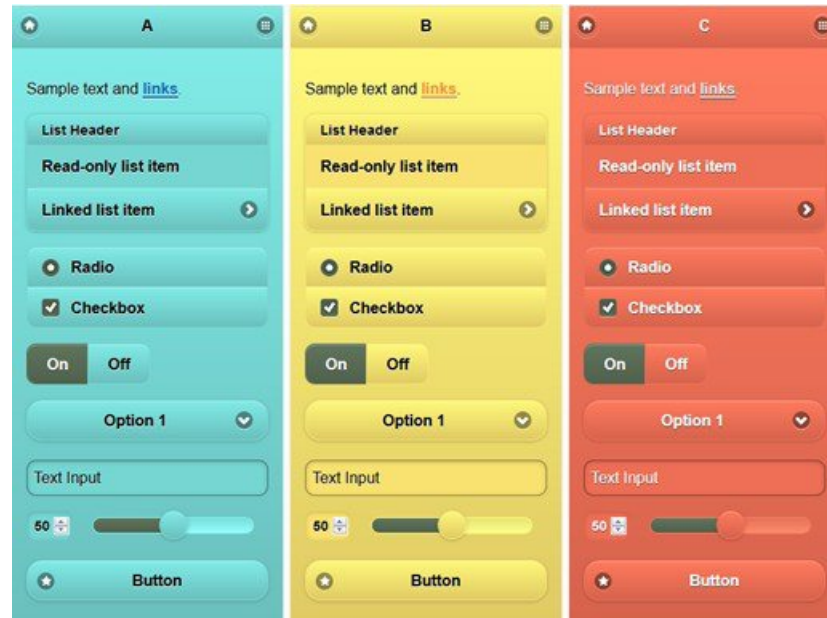 A
Sample text and links.
List Header
Read-only list item
Linked list item
Radio
Checkbox
On Off
Option 1
Text Input
50
Button
B
Sample text and links.
List Header
Read-only list item
Linked list item
Radio
Checkbox
On Off
Option 1
Text Input
50
Button
C
Sample text and links.
List Header
Read-only list item
Linked list item
Radio
Checkbox
On Off
Option 1
Text Input
50
Button